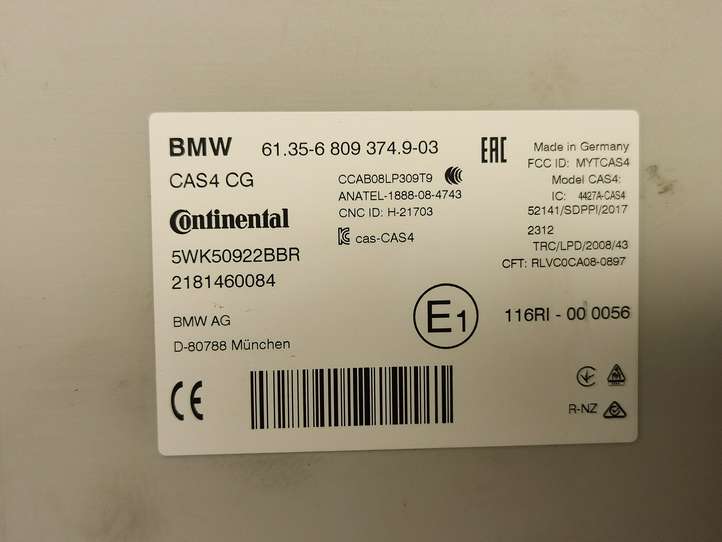 BMW 61.35-6 809 374.9-03
CAS4 CG
Continental
5WK50922BBR
2181460084
BMW AG
D-80788 München
CE
CCAB08LP309T9
ANATEL-1888-08-4743
CNC ID: H-21703
cas-CAS4
E1
EAC
Made in Germany
FCC ID: MYTCAS4
Model CAS4:
IC: 4427A-CAS4
52141/SDPPI/2017
2312
TRC/LPD/2008/43
CFT: RLVC0CA08-0897
116RI - 00 0056
R-NZ